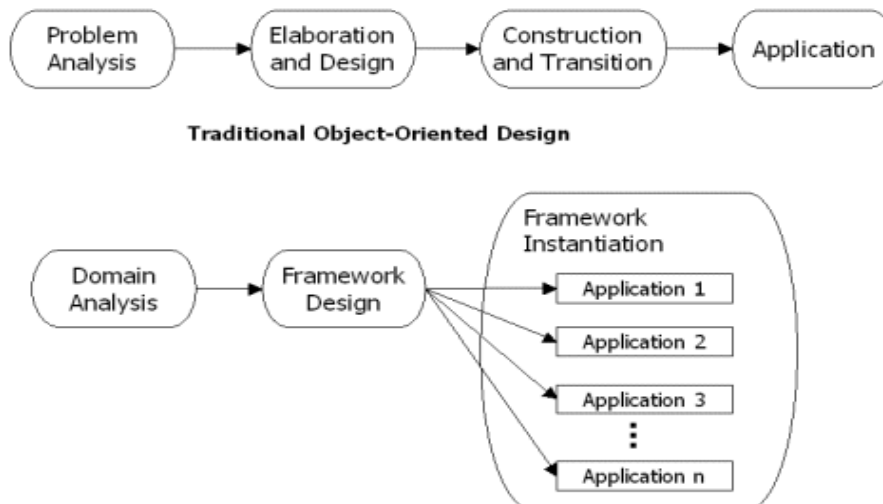 Problem
Analysis
Elaboration
and Design
Construction
and Transition
Application
Traditional Object-Oriented Design
Domain
Analysis
Framework
Design
Framework
Instantiation
Application 1
Application 2
Application 3
Application n